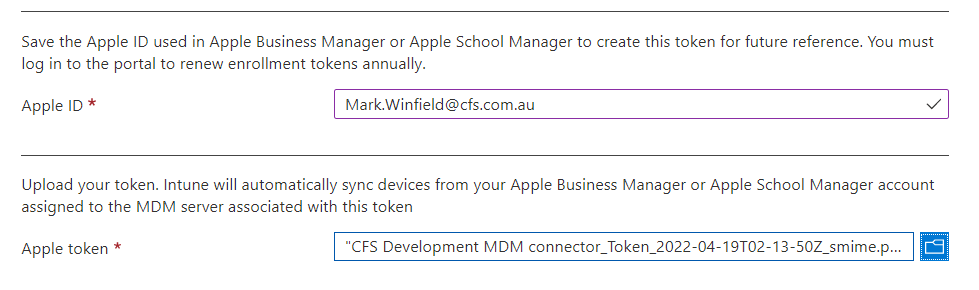 Save the Apple ID used in Apple Business Manager or Apple School Manager to create this token for future reference. You must
log in to the portal to renew enrollment tokens annually.
Apple ID * Mark.Winfield@cfs.com.au
Upload your token. Intune will automatically sync devices from your Apple Business Manager or Apple School Manager account
assigned to the MDM server associated with this token
Apple token * "CFS Development MDM connector_Token_2022-04-19T02-13-50Z_smime.p...